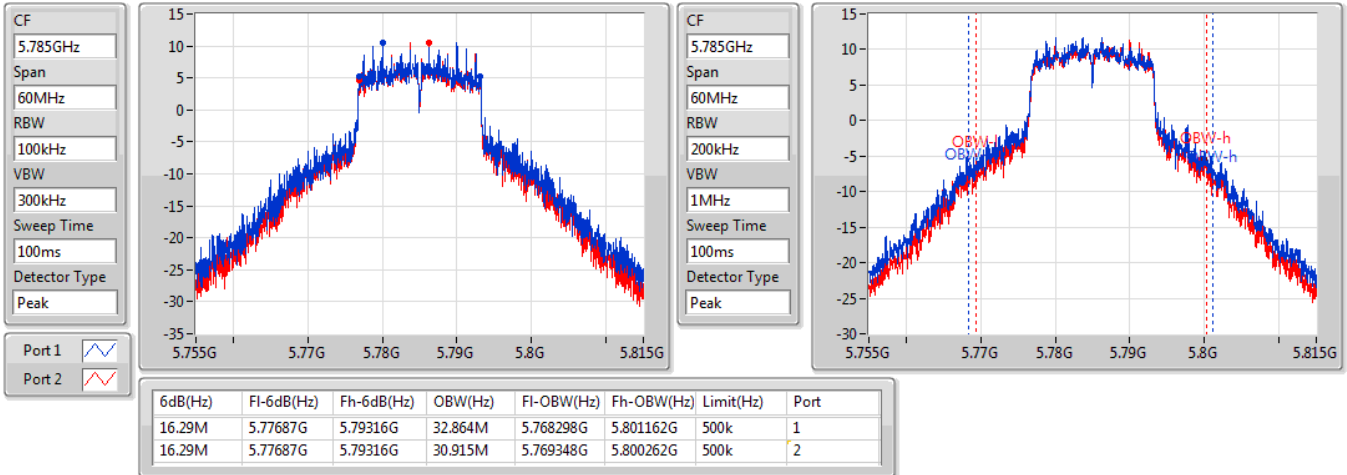 CF
5.785GHz
Span
60MHz
RBW
100kHz
VBW
300kHz
Sweep Time
100ms
Detector Type
Peak
Port 1
Port 2
15
10
5
0
-5
-10
-15
-20
-25
-30
-35
5.755G 5.77G 5.78G 5.79G 5.8G 5.815G
CF
5.785GHz
Span
60MHz
RBW
200kHz
VBW
1MHz
Sweep Time
100ms
Detector Type
Peak
15
10
5
0
-5
-10
-15
-20
-25
-30
OBW-h
5.755G 5.77G 5.78G 5.79G 5.8G 5.815G
6dB(Hz) Fl-6dB(Hz) Fh-6dB(Hz) OBW(Hz) Fl-OBW(Hz) Fh-OBW(Hz) Limit(Hz) Port
16.29M 5.77687G 5.79316G 32.864M 5.768298G 5.801162G 500k 1
16.29M 5.77687G 5.79316G 30.915M 5.769348G 5.800262G 500k 2